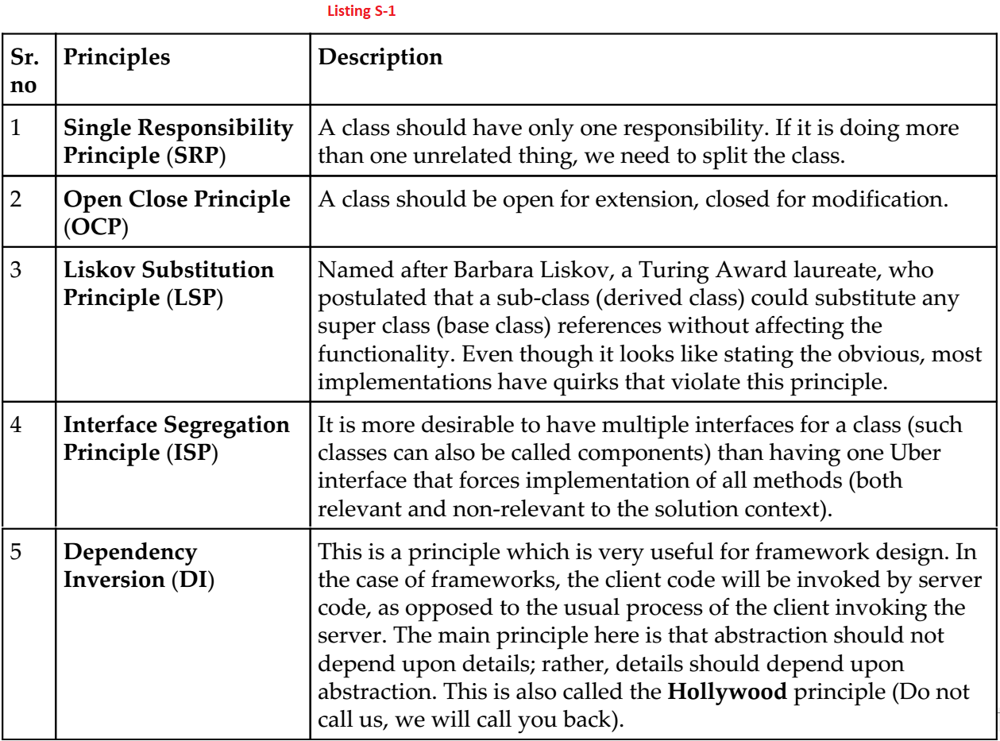 Listing S-1
Sr.
no
Principles
Description
1
Single Responsibility
Principle (SRP)
A class should have only one responsibility. If it is doing more
than one unrelated thing, we need to split the class.
2
Open Close Principle
(OCP)
A class should be open for extension, closed for modification.
3
Liskov Substitution
Principle (LSP)
Named after Barbara Liskov, a Turing Award laureate, who
postulated that a sub-class (derived class) could substitute any
super class (base class) references without affecting the
functionality. Even though it looks like stating the obvious, most
implementations have quirks that violate this principle.
4
Interface Segregation
Principle (ISP)
It is more desirable to have multiple interfaces for a class (such
classes can also be called components) than having one Uber
interface that forces implementation of all methods (both
relevant and non-relevant to the solution context).
5
Dependency
Inversion (DI)
This is a principle which is very useful for framework design. In
the case of frameworks, the client code will be invoked by server
code, as opposed to the usual process of the client invoking the
server. The main principle here is that abstraction should not
depend upon details; rather, details should depend upon
abstraction. This is also called the Hollywood principle (Do not
call us, we will call you back).